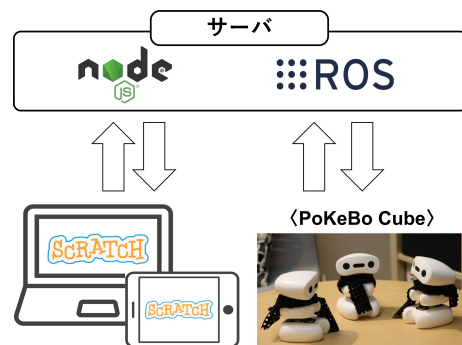 サーバ
node
JS
ROS
〈PoKeBo Cube〉
SCRATCH
SCRATCH